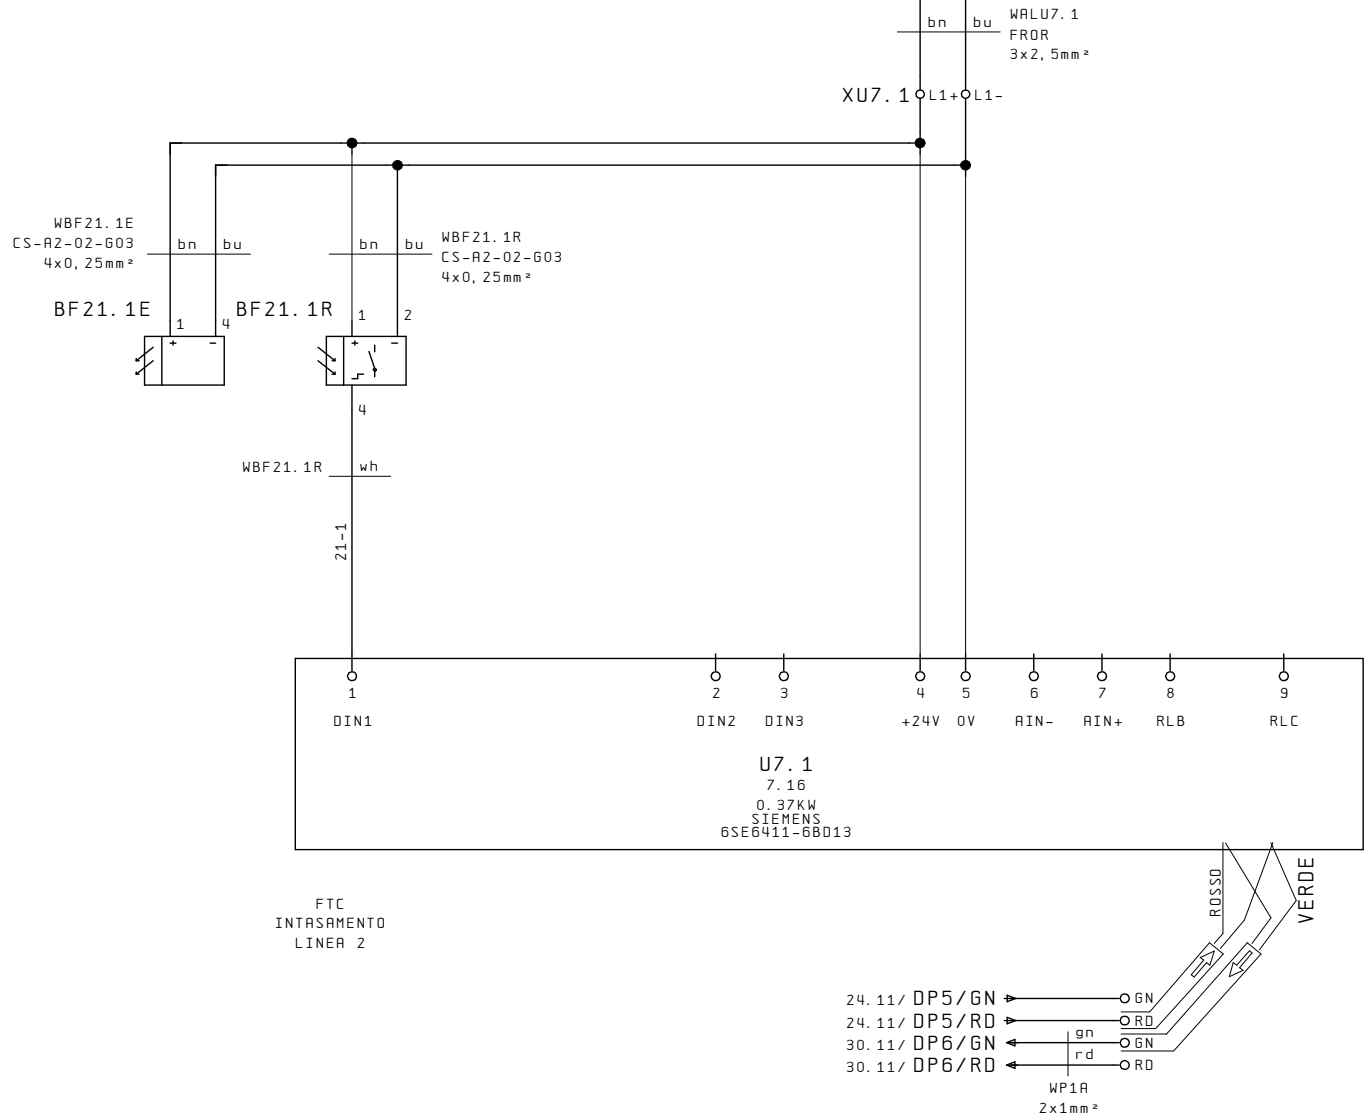 bn bu
WALU7.1
FROR
3x2,5mm²
XU7.1 L1+ L1-
WBF21.1E
CS-A2-02-G03
4x0,25mm²
bn bu
bn bu
WBF21.1R
CS-A2-02-G03
4x0,25mm²
BF21.1E
1 4
+ -
BF21.1R
1 2
+ -
4
WBF21.1R wh
21-1
1 2 3 4 5 6 7 8 9
DIN1 DIN2 DIN3 +24V 0V AIN- AIN+ RLB RLC
U7.1
7.16
0.37KW
SIEMENS
6SE6411-6BD13
FTC
INTASAMENTO
LINEA 2
ROSSO
VERDE
24.11/ DP5/GN GN
24.11/ DP5/RD RD
gn
30.11/ DP6/GN GN
rd
30.11/ DP6/RD RD
WP1A
2x1mm²